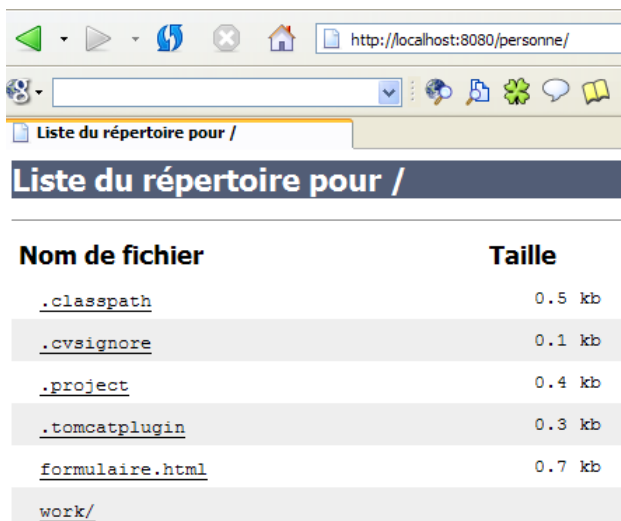 http://localhost:8080/personne/
Liste du répertoire pour /
Liste du répertoire pour /
Nom de fichier Taille
.classpath 0.5 kb
.cvsignore 0.1 kb
.project 0.4 kb
.tomcatplugin 0.3 kb
formulaire.html 0.7 kb
work/